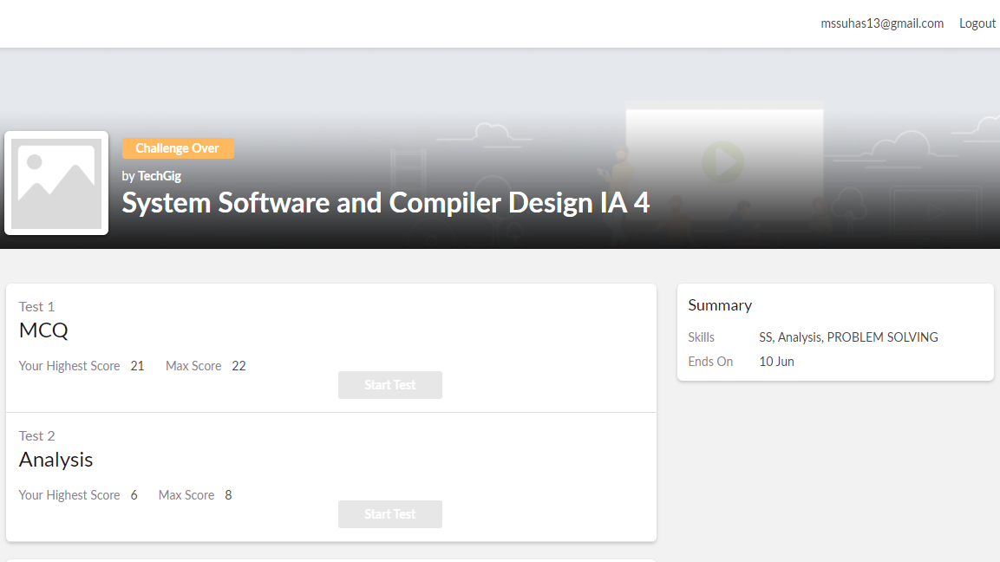 mssuhas13@gmail.com Logout
Challenge Over
by TechGig
System Software and Compiler Design IA 4
Test 1
MCQ
Your Highest Score 21 Max Score 22
Start Test
Test 2
Analysis
Your Highest Score 6 Max Score 8
Start Test
Summary
Skills SS, Analysis, PROBLEM SOLVING
Ends On 10 Jun